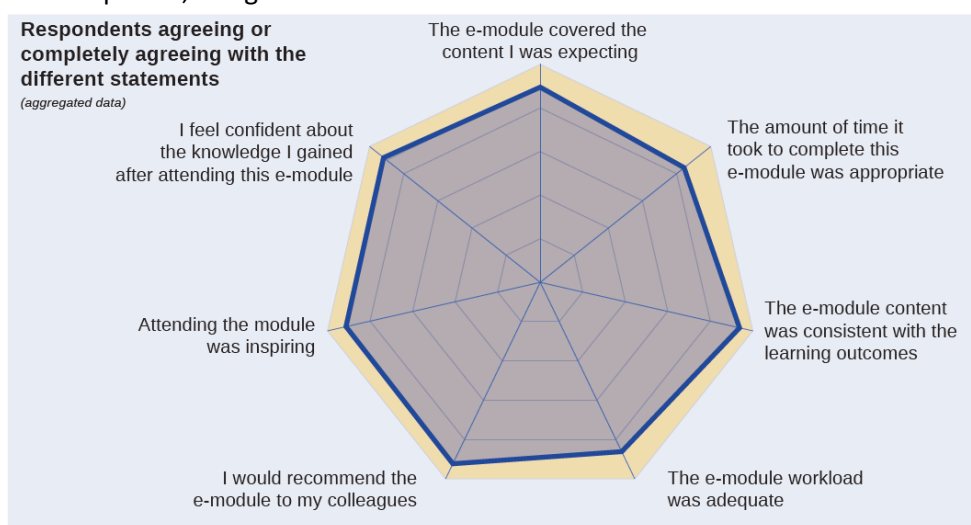 Respondents agreeing or
completely agreeing with the
different statements
(aggregated data)
The e-module covered the
content I was expecting
The amount of time it
took to complete this
e-module was appropriate
The e-module content
was consistent with the
learning outcomes
The e-module workload
was adequate
I would recommend the
e-module to my colleagues
Attending the module
was inspiring
I feel confident about
the knowledge I gained
after attending this e-module